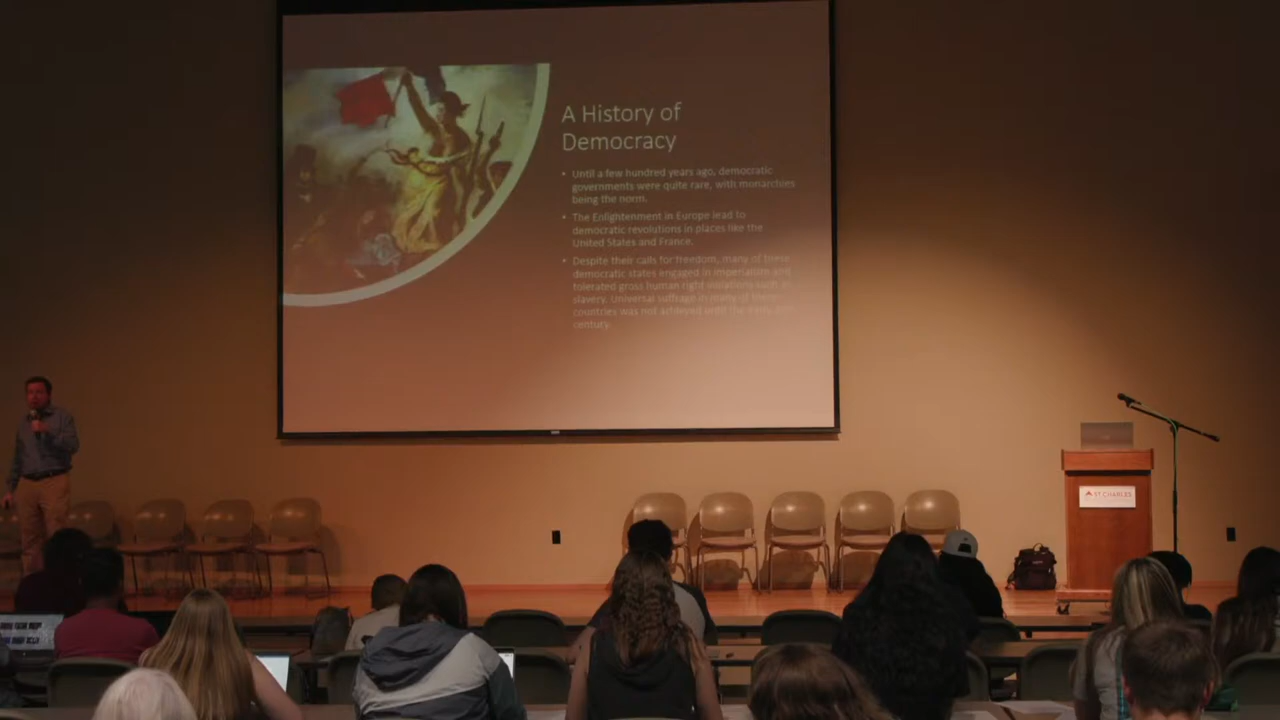 A History of
Democracy
• Until a few hundred years ago, democratic
governments were quite rare, with monarchies
being the norm.
• The Enlightenment in Europe lead to
democratic revolutions in places like the
United States and France.
• Despite their calls for freedom, many of these
democratic states engaged in imperialism and
tolerated gross human right violations such as
slavery. Universal suffrage in many of these
countries was not achieved until the early
century.
ST CHARLES